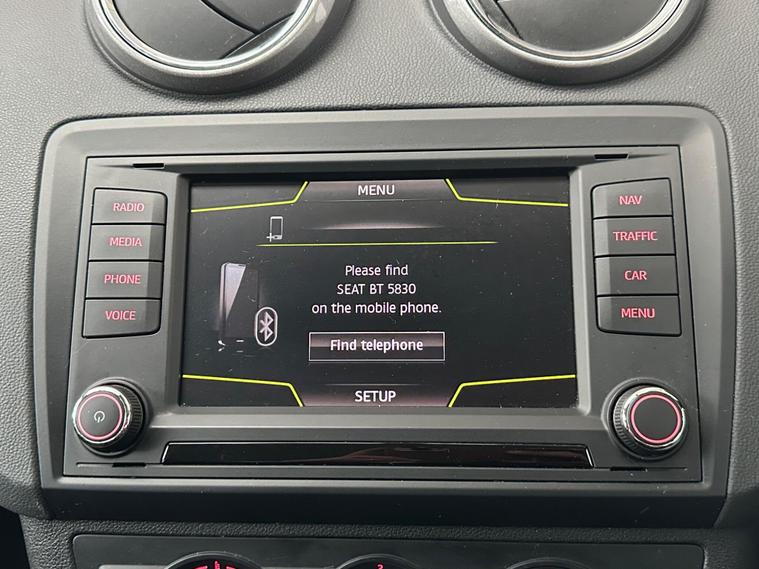 MENU
RADIO
MEDIA
PHONE
VOICE
Please find
SEAT BT 5830
on the mobile phone.
Find telephone
SETUP
NAV
TRAFFIC
CAR
MENU